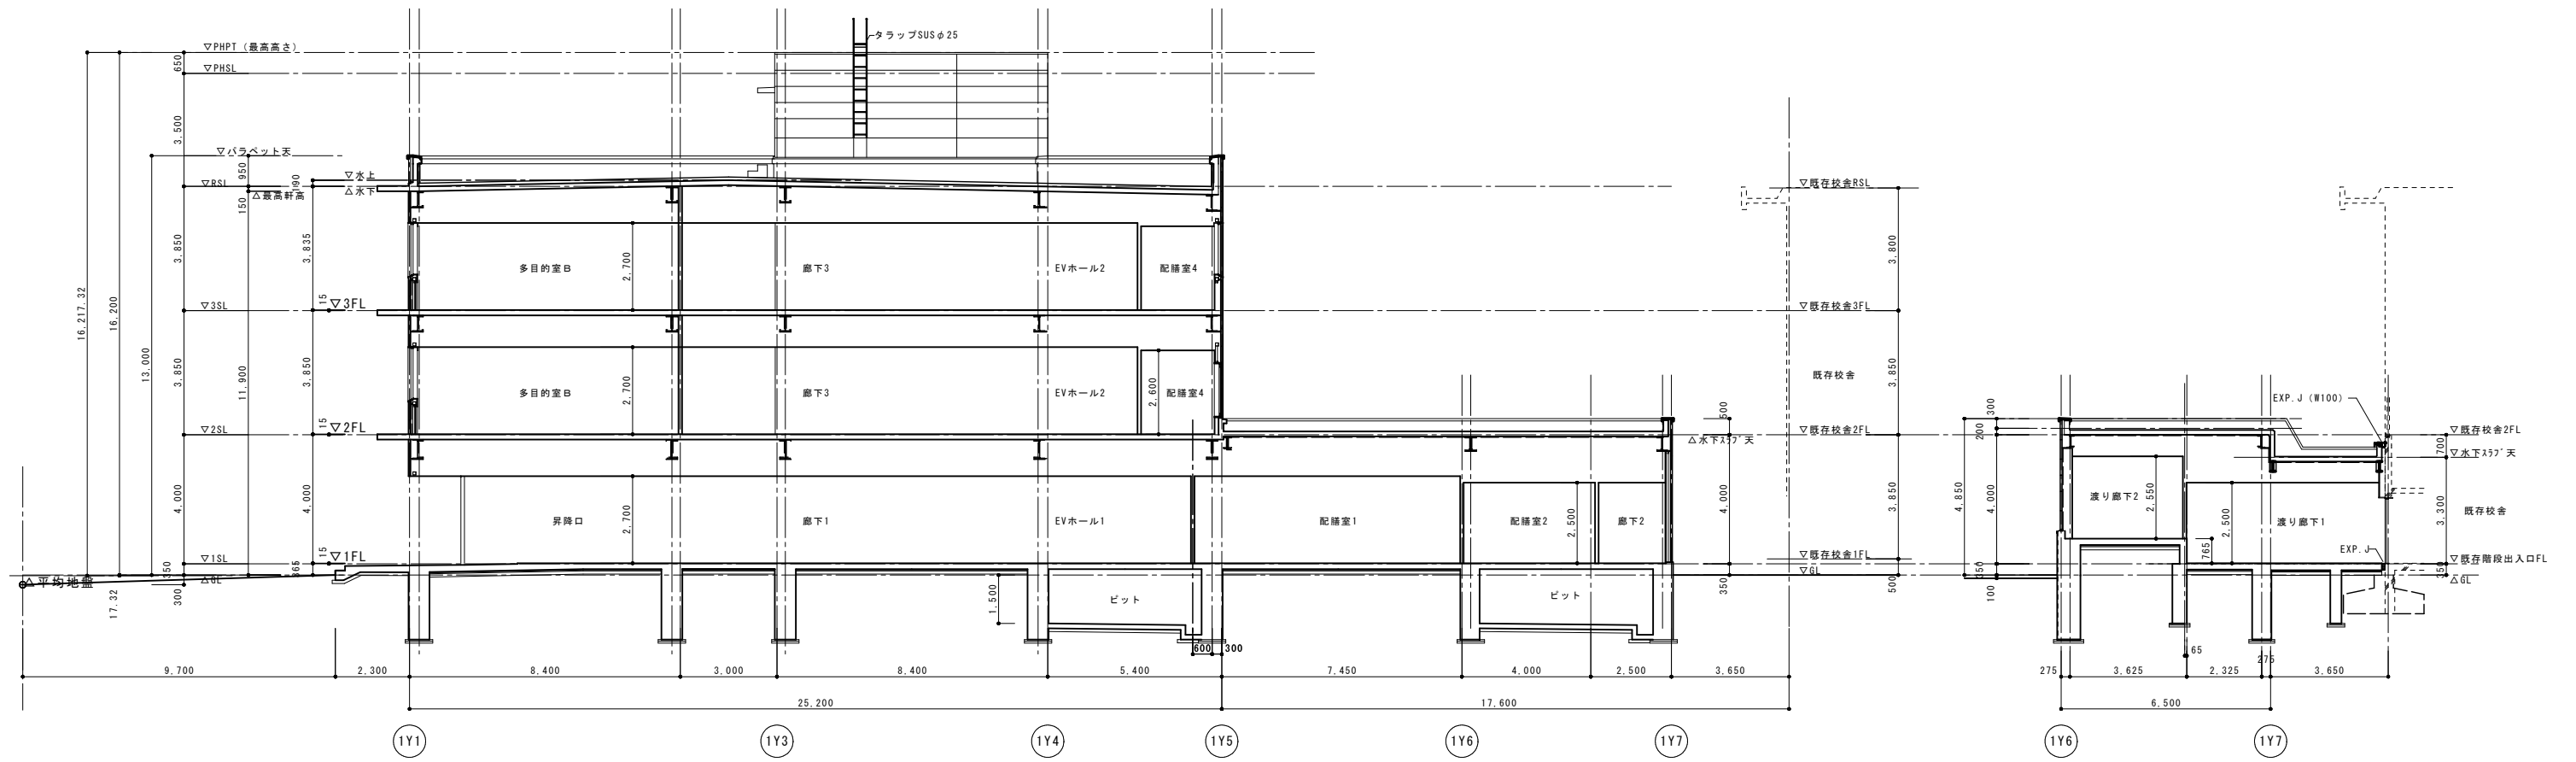 タラップSUSφ25
▽PHPT (最高高さ)
▽PHSL
650
3,500
▽パラペット天
950
▽RSL
190
▽水上
△水下
150
△最高軒高
16,217.32
16,200
13,000
3,850
11,900
3,835
多目的室B
2,700
廊下3
EVホール2
配膳室4
▽3SL
15
▽3FL
3,850
3,850
多目的室B
2,700
廊下3
EVホール2
2,600
配膳室4
▽2SL
15
▽2FL
4,000
4,000
昇降口
2,700
廊下1
EVホール1
配膳室1
配膳室2
2,500
廊下2
▽1SL
15
▽1FL
△平均地盤
△GL
350
365
17.32
300
1,500
ピット
ピット
600
300
9,700
2,300
8,400
3,000
8,400
5,400
7,450
4,000
2,500
3,650
25,200
17,600
1Y1
1Y3
1Y4
1Y5
1Y6
1Y7
▽既存校舎RSL
3,800
▽既存校舎3FL
3,850
既存校舎
500
△水下スラブ天
▽既存校舎2FL
4,000
3,850
▽既存校舎1FL
▽GL
350
500
EXP.J (W100)
300
200
▽既存校舎2FL
700
▽水下スラブ天
4,850
4,000
渡り廊下2
2,550
2,500
渡り廊下1
3,300
既存校舎
765
EXP.J
▽既存階段出入口FL
350
350
△GL
100
65
275
3,625
2,325
275
3,650
6,500
1Y6
1Y7